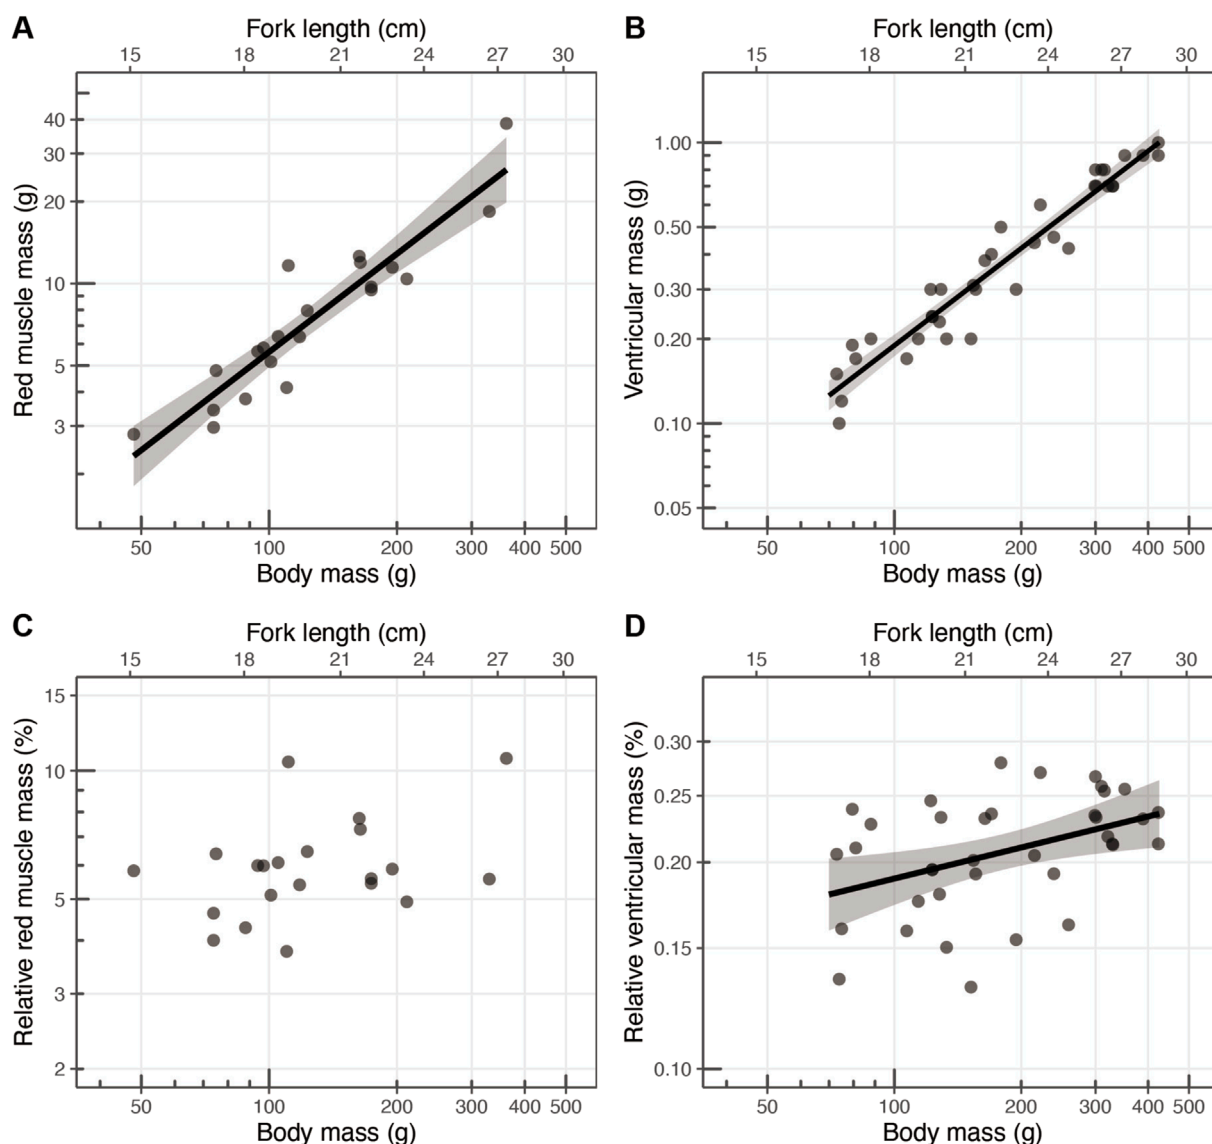 A
Fork length (cm)
15 18 21 24 27 30
Red muscle mass (g)
40
30
20
10
5
3
50 100 200 300 400 500
Body mass (g)
B
Fork length (cm)
15 18 21 24 27 30
Ventricular mass (g)
1.00
0.50
0.30
0.20
0.10
0.05
50 100 200 300 400 500
Body mass (g)
C
Fork length (cm)
15 18 21 24 27 30
Relative red muscle mass (%)
15
10
5
3
2
50 100 200 300 400 500
Body mass (g)
D
Fork length (cm)
15 18 21 24 27 30
Relative ventricular mass (%)
0.30
0.25
0.20
0.15
0.10
50 100 200 300 400 500
Body mass (g)